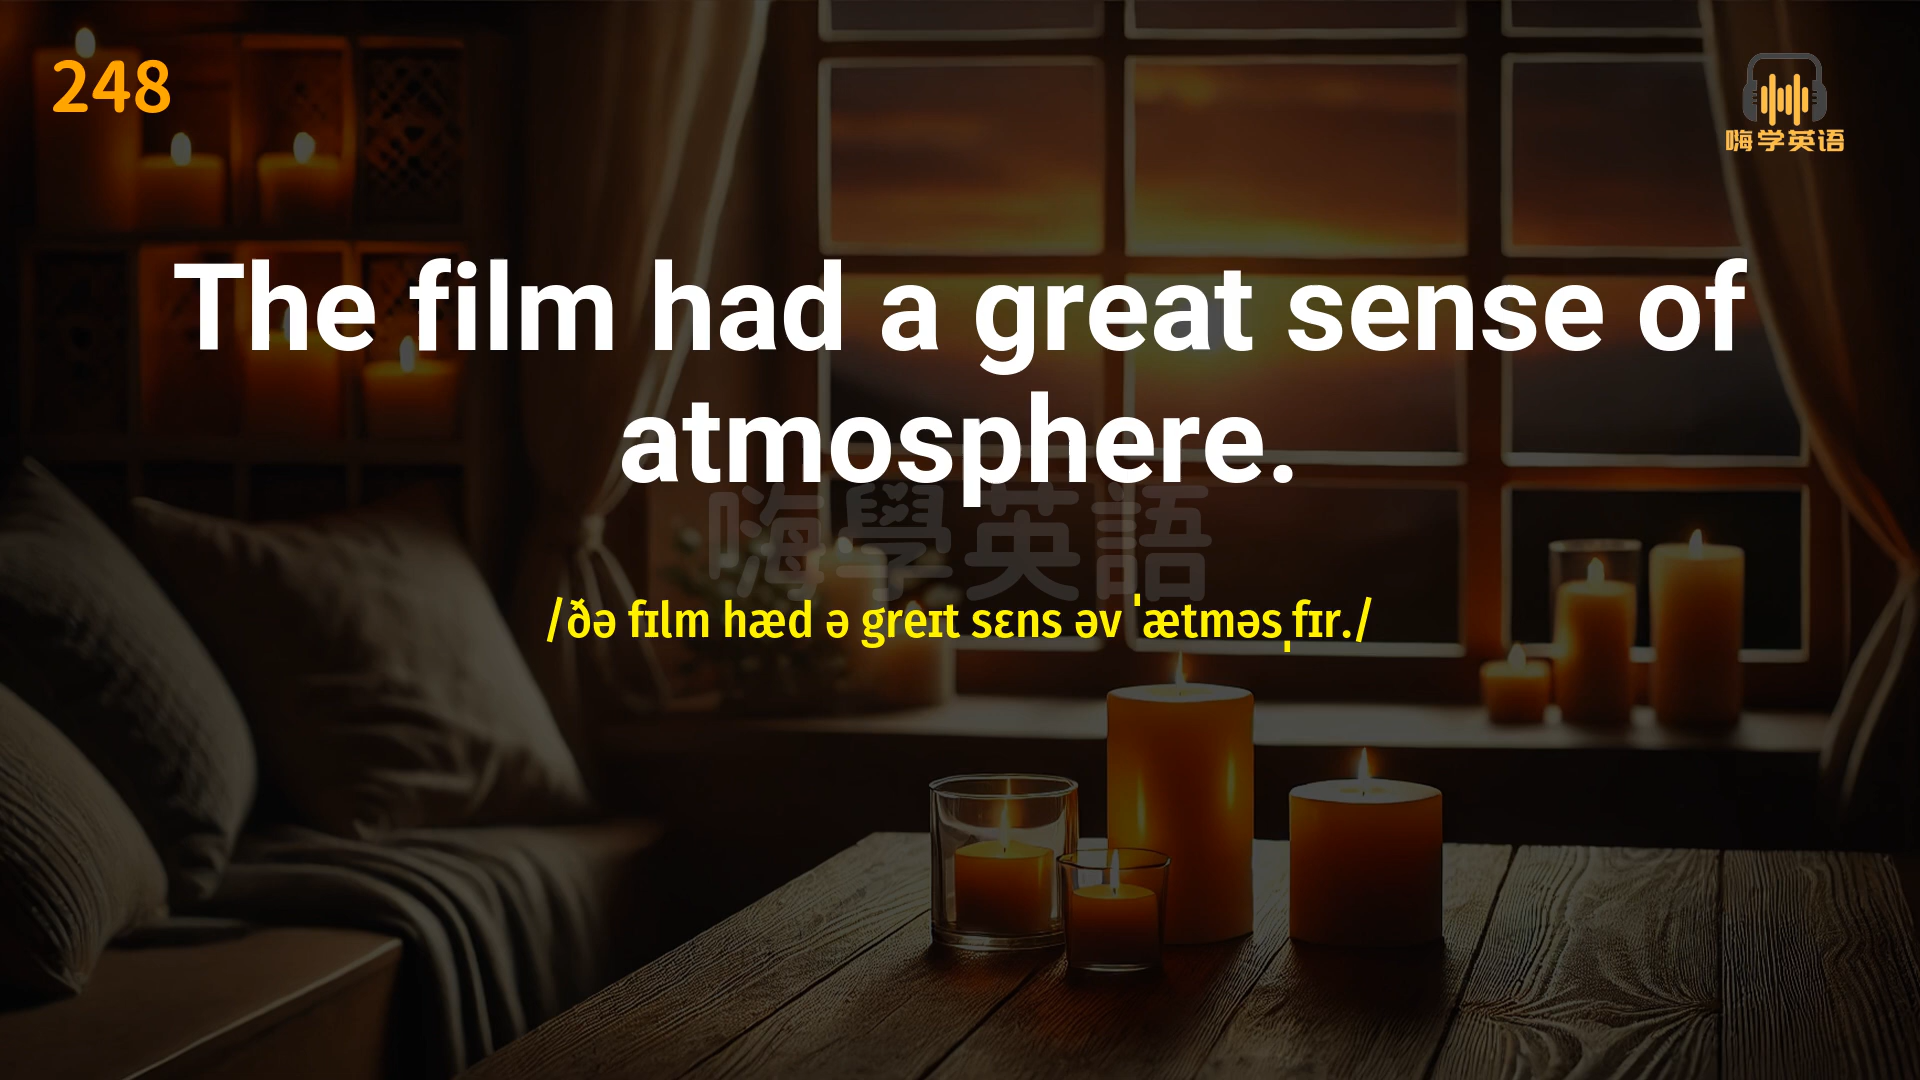 248
嗨学英语
The film had a great sense of
atmosphere.
嗨學英語
/ðə fɪlm hæd ə greɪt sɛns əv ˈætməsˌfɪr./